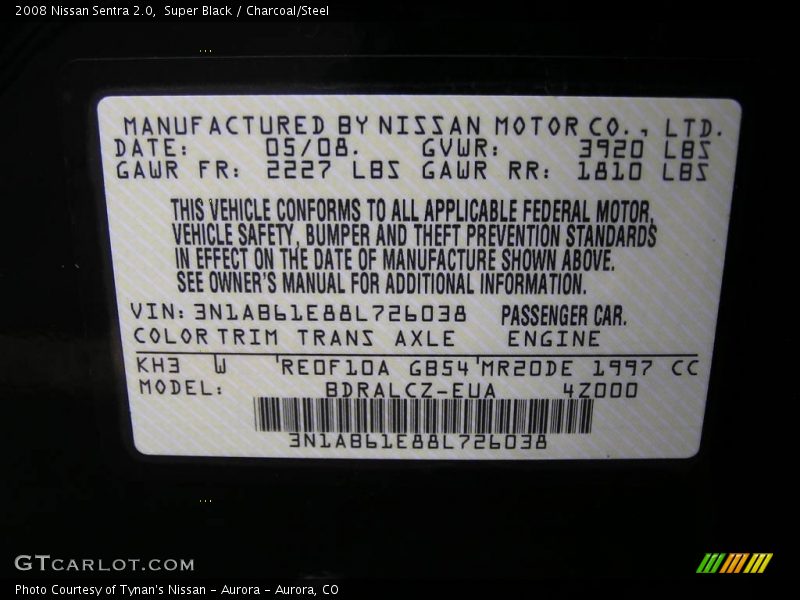 2008 Nissan Sentra 2.0,  Super Black / Charcoal/Steel
MANUFACTURED BY NISSAN MOTOR CO., LTD.
DATE: 05/08. GVWR: 3920 LBS
GAWR FR: 2227 LBS GAWR RR: 1810 LBS
THIS VEHICLE CONFORMS TO ALL APPLICABLE FEDERAL MOTOR,
VEHICLE SAFETY, BUMPER AND THEFT PREVENTION STANDARDS
IN EFFECT ON THE DATE OF MANUFACTURE SHOWN ABOVE.
SEE OWNER'S MANUAL FOR ADDITIONAL INFORMATION.
VIN: 3N1AB61E88L726038 PASSENGER CAR.
COLOR TRIM TRANS AXLE ENGINE
KH3 W 'RE0F10A GB54'MR20DE 1997 CC
MODEL: BDRALCZ-EUA 4Z000
3N1AB61E88L726038
GTCARLOT.COM
Photo Courtesy of Tynan's Nissan - Aurora - Aurora, CO